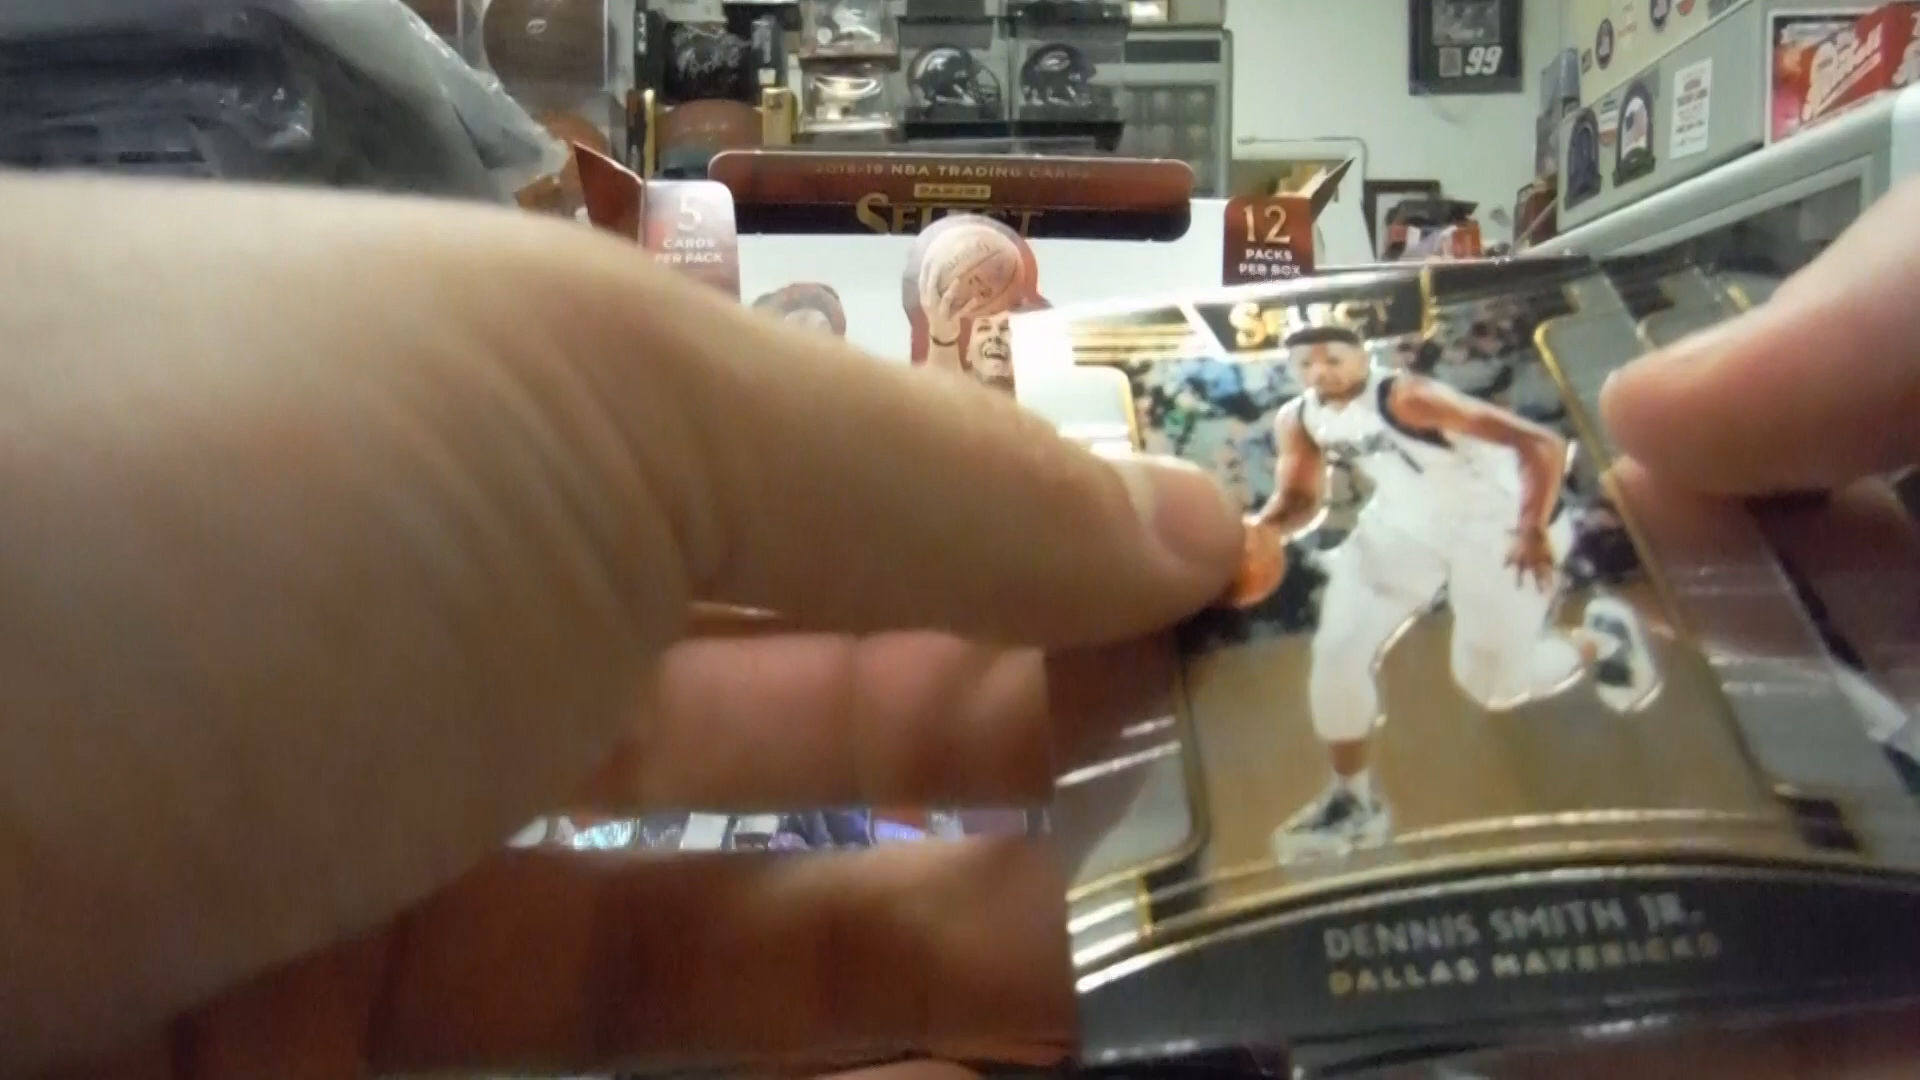 99
2018-19 NBA TRADING CARDS
PANINI
SELECT
5
CARDS
PER PACK
12
PACKS
PER BOX
SELECT
DENNIS SMITH JR.
DALLAS MAVERICKS